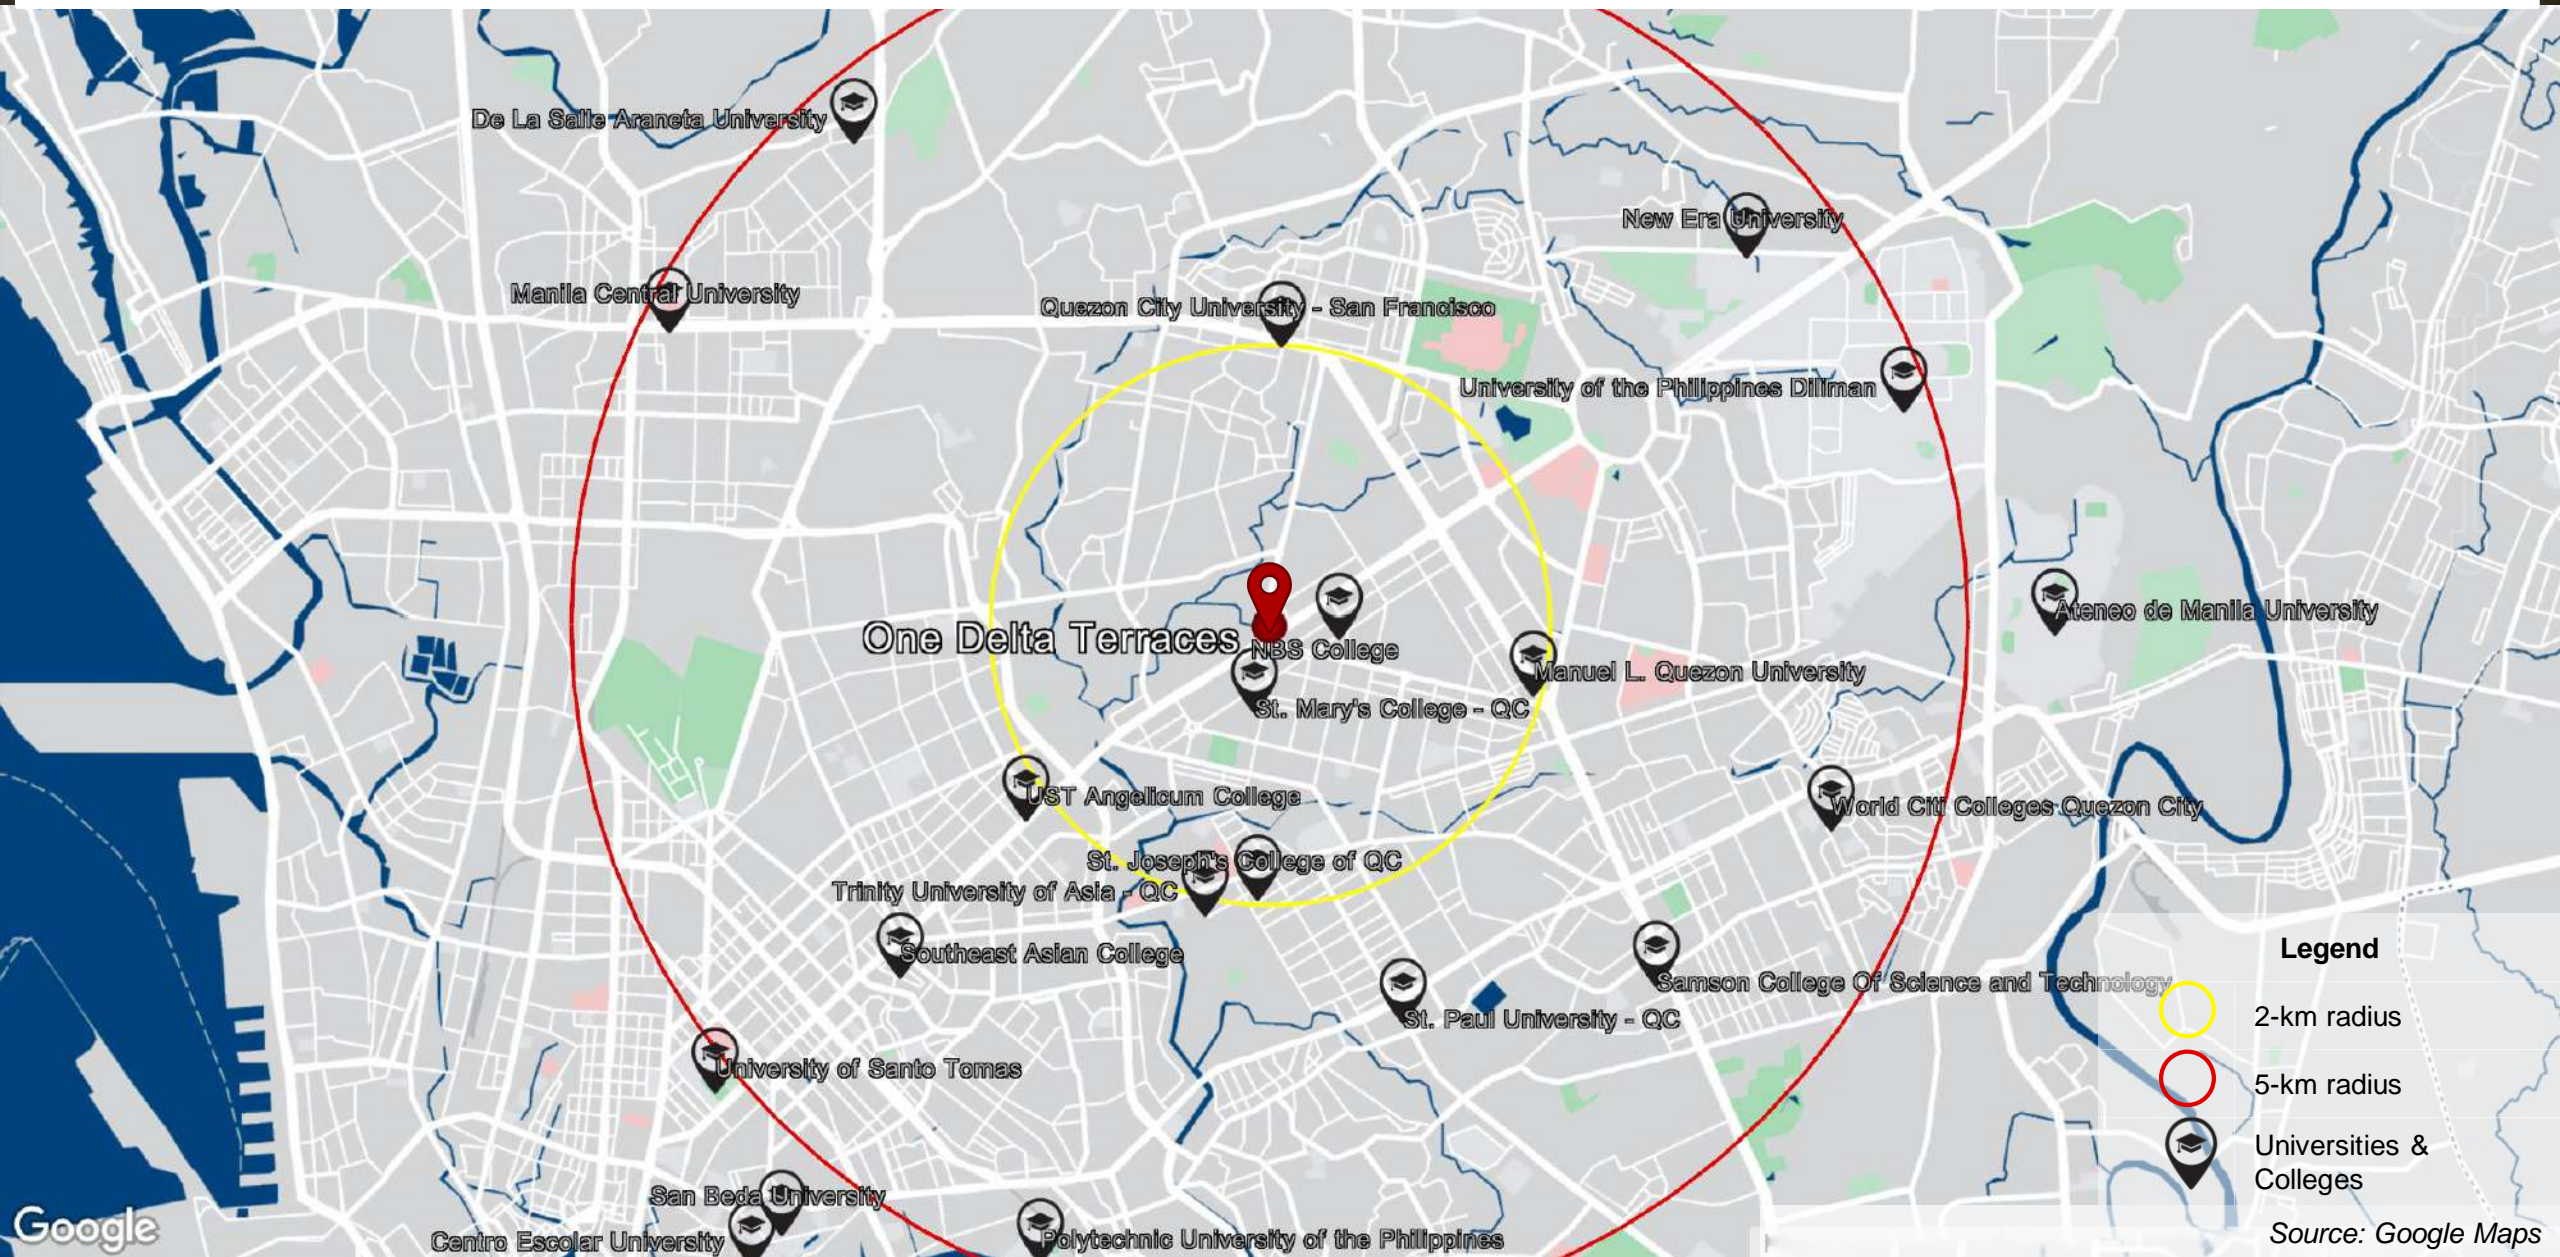 De La Salle Araneta University
New Era University
Manila Central University
Quezon City University - San Francisco
University of the Philippines Diliman
Ateneo de Manila University
One Delta Terraces
NBS College
Manuel L. Quezon University
St. Mary's College - QC
UST Angelicum College
World Citi Colleges Quezon City
St. Joseph's College of QC
Trinity University of Asia - QC
Southeast Asian College
Samson College Of Science and Technology
St. Paul University - QC
University of Santo Tomas
San Beda University
Centro Escolar University
Polytechnic University of the Philippines
Google
Legend
2-km radius
5-km radius
Universities &
Colleges
Source: Google Maps